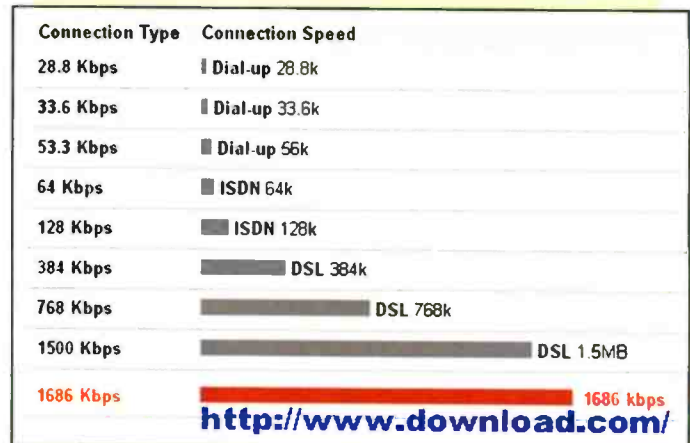 Connection Type Connection Speed
28.8 Kbps Dial-up 28.8k
33.6 Kbps Dial-up 33.6k
53.3 Kbps Dial-up 56k
64 Kbps ISDN 64k
128 Kbps ISDN 128k
384 Kbps DSL 384k
768 Kbps DSL 768k
1500 Kbps DSL 1.5MB
1686 Kbps 1686 kbps
http://www.download.com/